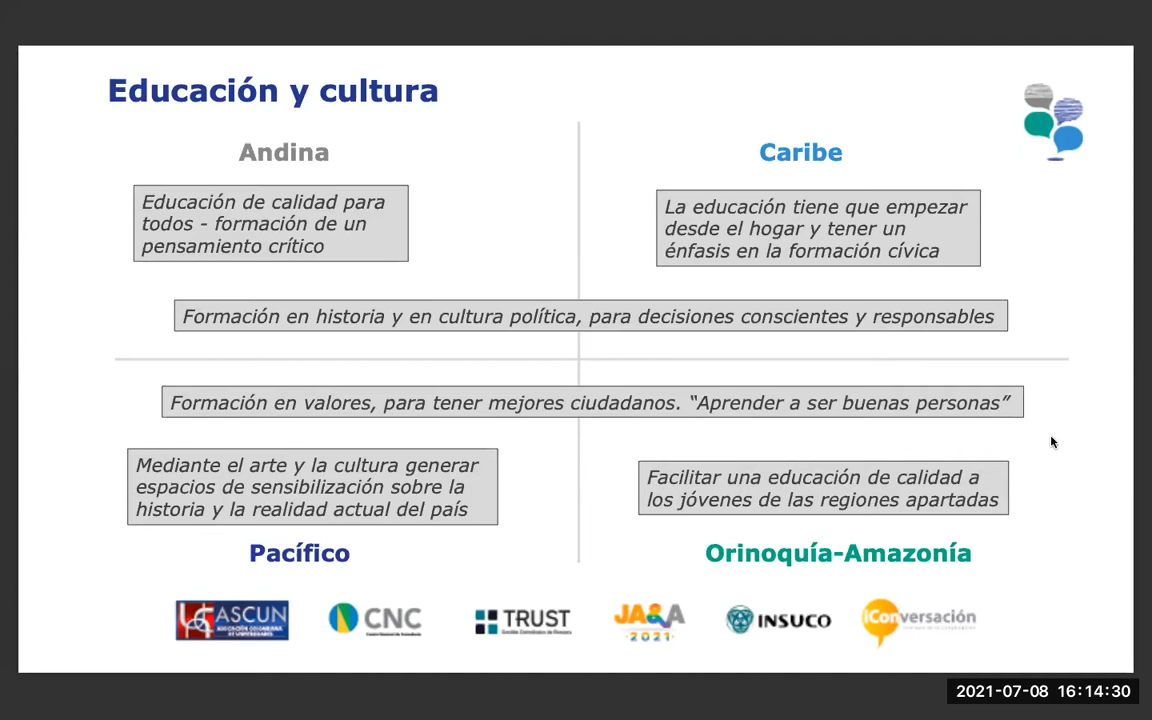 Educación y cultura
Andina
Caribe
Educación de calidad para
todos - formación de un
pensamiento crítico
La educación tiene que empezar
desde el hogar y tener un
énfasis en la formación cívica
Formación en historia y en cultura política, para decisiones conscientes y responsables
Formación en valores, para tener mejores ciudadanos. “Aprender a ser buenas personas”
Mediante el arte y la cultura generar
espacios de sensibilización sobre la
historia y la realidad actual del país
Facilitar una educación de calidad a
los jóvenes de las regiones apartadas
Pacífico
Orinoquía-Amazonía
ASCUN
CNC
TRUST
JA&A
2021
INSUCO
Conversación
2021-07-08 16:14:30